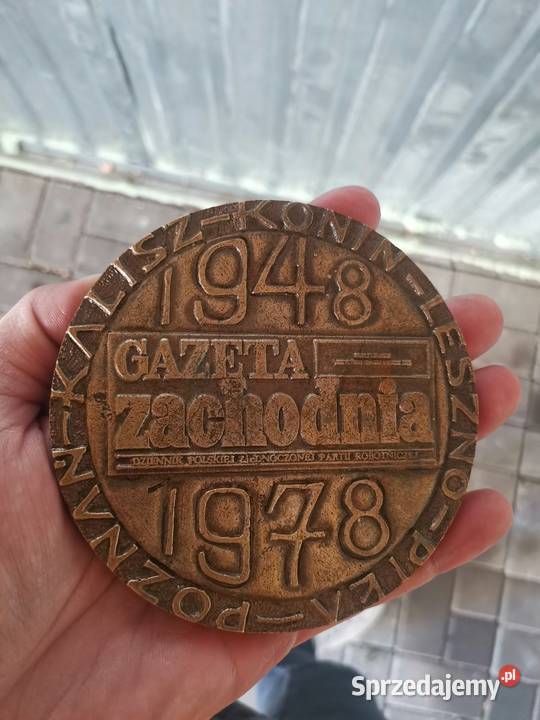 POZNAŃ-KALISZ-KONIN-LESZNO-PIŁA-
1948
GAZETA
zachodnia
DZIENNIK POLSKIEJ ZJEDNOCZONEJ PARTII ROBOTNICZEJ
1978
Sprzedajemy.pl